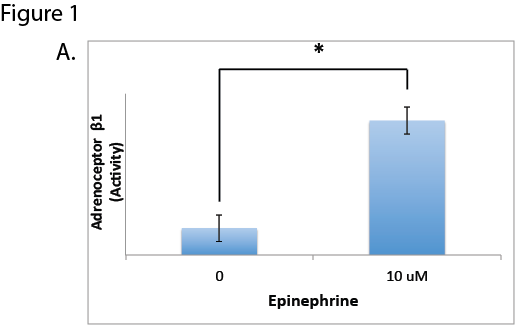 Figure 1
A.
*
Adrenoceptor β1
(Activity)
0
10 uM
Epinephrine